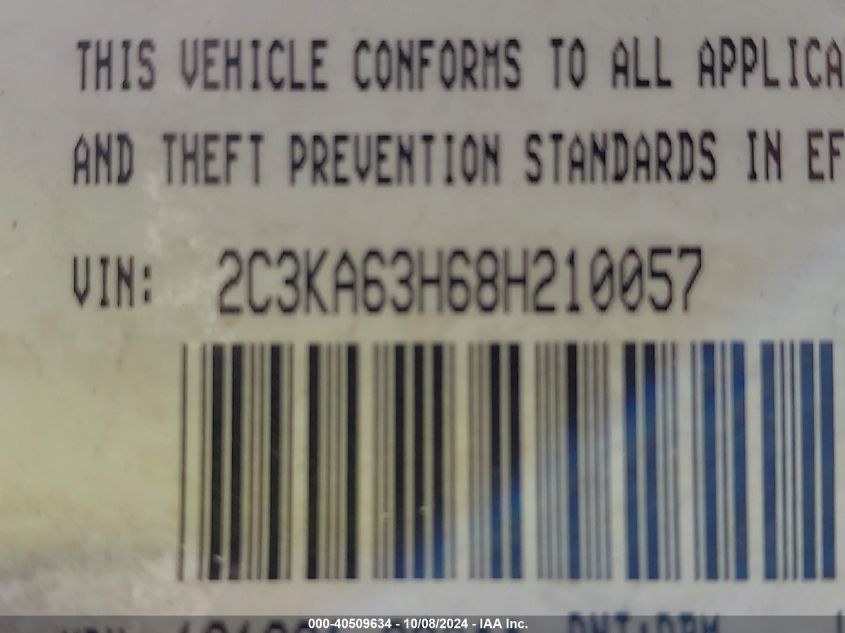 THIS VEHICLE CONFORMS TO ALL APPLICA
AND THEFT PREVENTION STANDARDS IN EF
VIN: 2C3KA63H68H210057
000-40509634 - 10/08/2024 - IAA Inc.